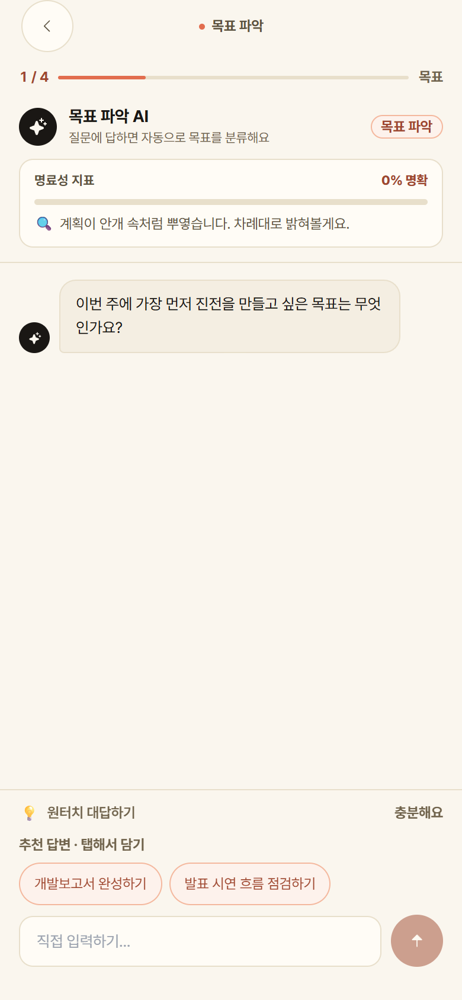 목표 파악
1 / 4
목표
목표 파악 AI
질문에 답하면 자동으로 목표를 분류해요
목표 파악
명료성 지표
0% 명확
계획이 안개 속처럼 뿌옇습니다. 차례대로 밝혀볼게요.
이번 주에 가장 먼저 진전을 만들고 싶은 목표는 무엇
인가요?
원터치 대답하기
충분해요
추천 답변 · 탭해서 담기
개발보고서 완성하기
발표 시연 흐름 점검하기
직접 입력하기...